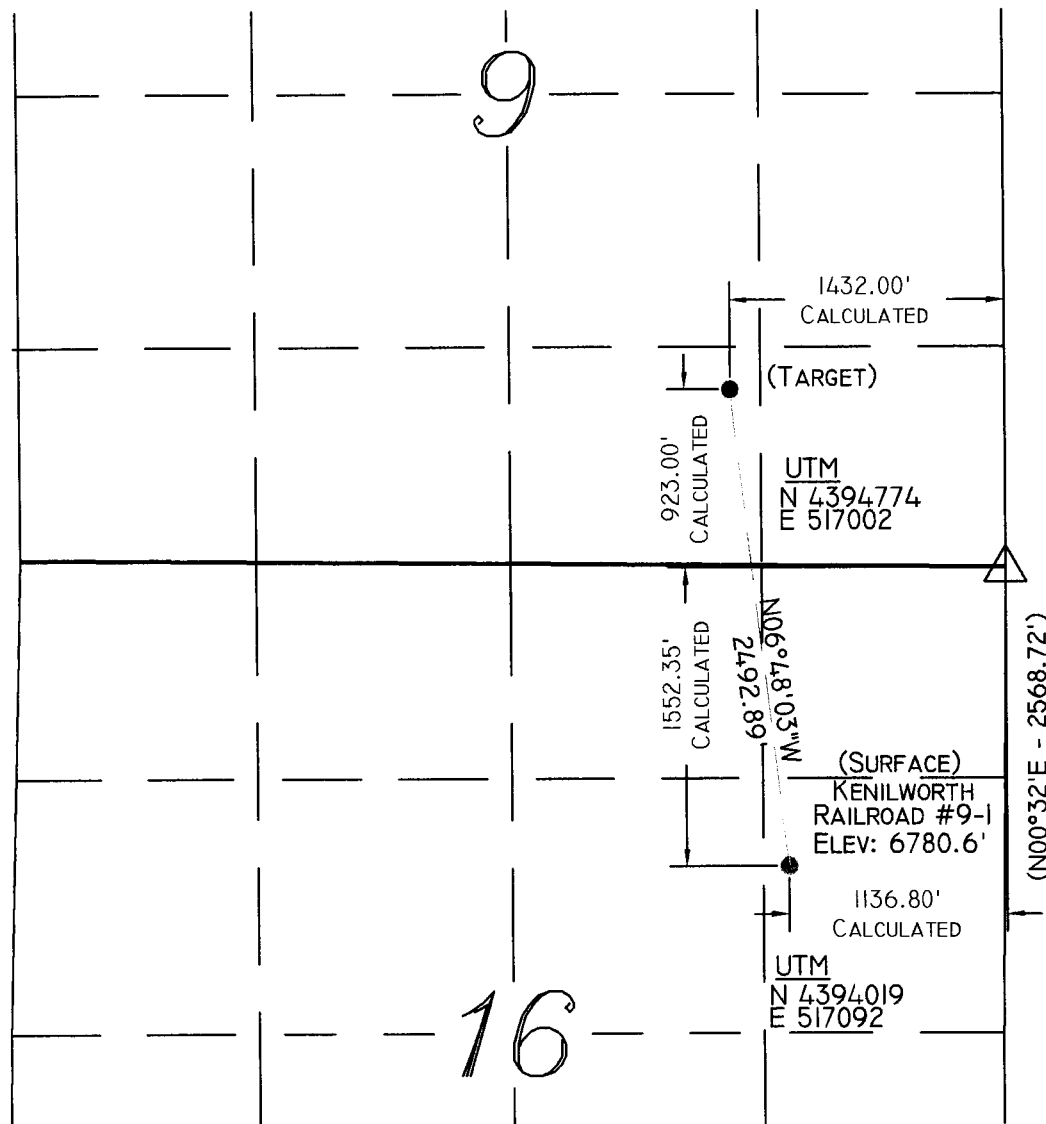 9
1432.00'
CALCULATED
(TARGET)
923.00'
CALCULATED
UTM
N 4394774
E 517002
N06°48'03"W
2492.89'
1552.35'
CALCULATED
(N00°32'E - 2568.72')
(SURFACE)
KENILWORTH
RAILROAD #9-1
ELEV: 6780.6'
1136.80'
CALCULATED
UTM
N 4394019
E 517092
16